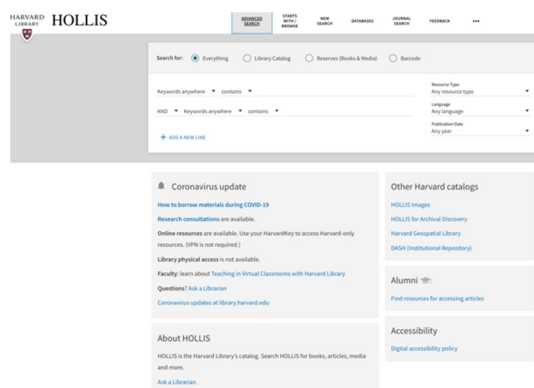 HARVARD
LIBRARY
HOLLIS
ADVANCED
SEARCH
STARTS
WITH /
BROWSE
NEW
SEARCH
DATABASES
JOURNAL
SEARCH
FEEDBACK
•••
Search for: Everything Library Catalog Reserves (Books & Media) Barcode
Keywords anywhere contains
AND Keywords anywhere contains
+ ADD A NEW LINE
Resource Type
Any resource type
Language
Any language
Publication Date
Any year
Coronavirus update
How to borrow materials during COVID-19
Research consultations are available.
Online resources are available. Use your HarvardKey to access Harvard-only
resources. (VPN is not required.)
Library physical access is not available.
Faculty: learn about Teaching in Virtual Classrooms with Harvard Library
Questions? Ask a Librarian
Coronavirus updates at library.harvard.edu
About HOLLIS
HOLLIS is the Harvard Library's catalog. Search HOLLIS for books, articles, media
and more.
Ask a Librarian
Other Harvard catalogs
HOLLIS Images
HOLLIS for Archival Discovery
Harvard Geospatial Library
DASH (Institutional Repository)
Alumni
Find resources for accessing articles
Accessibility
Digital accessibility policy